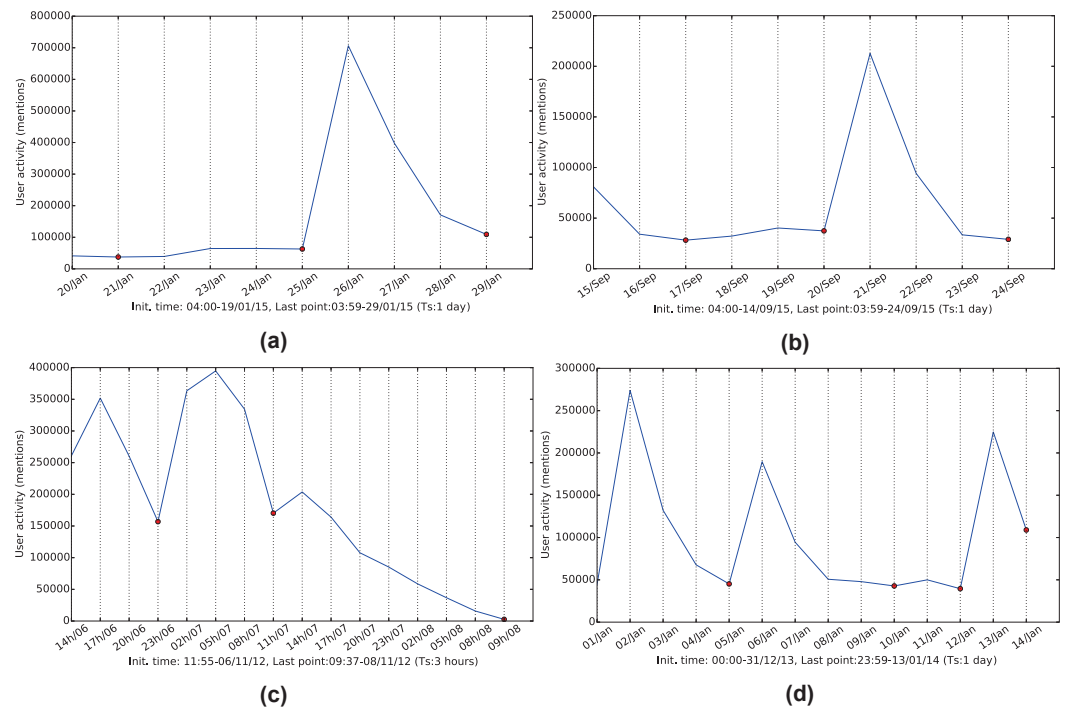 800000
700000
600000
500000
400000
300000
200000
100000
0
User activity (mentions)
20/Jan 21/Jan 22/Jan 23/Jan 24/Jan 25/Jan 26/Jan 27/Jan 28/Jan 29/Jan
Init. time: 04:00-19/01/15, Last point:03:59-29/01/15 (Ts:1 day)
(a)
250000
200000
150000
100000
50000
0
User activity (mentions)
15/Sep 16/Sep 17/Sep 18/Sep 19/Sep 20/Sep 21/Sep 22/Sep 23/Sep 24/Sep
Init. time: 04:00-14/09/15, Last point:03:59-24/09/15 (Ts:1 day)
(b)
400000
350000
300000
250000
200000
150000
100000
50000
0
User activity (mentions)
14h/06 17h/06 20h/06 23h/06 02h/07 05h/07 08h/07 11h/07 14h/07 17h/07 20h/07 23h/07 02h/08 05h/08 08h/08 09h/08
Init. time: 11:55-06/11/12, Last point:09:37-08/11/12 (Ts:3 hours)
(c)
300000
250000
200000
150000
100000
50000
0
User activity (mentions)
01/Jan 02/Jan 03/Jan 04/Jan 05/Jan 06/Jan 07/Jan 08/Jan 09/Jan 10/Jan 11/Jan 12/Jan 13/Jan 14/Jan
Init. time: 00:00-31/12/13, Last point:23:59-13/01/14 (Ts:1 day)
(d)